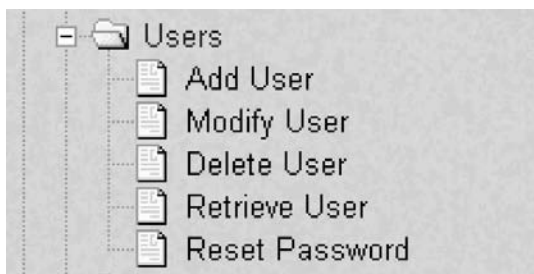 Users
Add User
Modify User
Delete User
Retrieve User
Reset Password